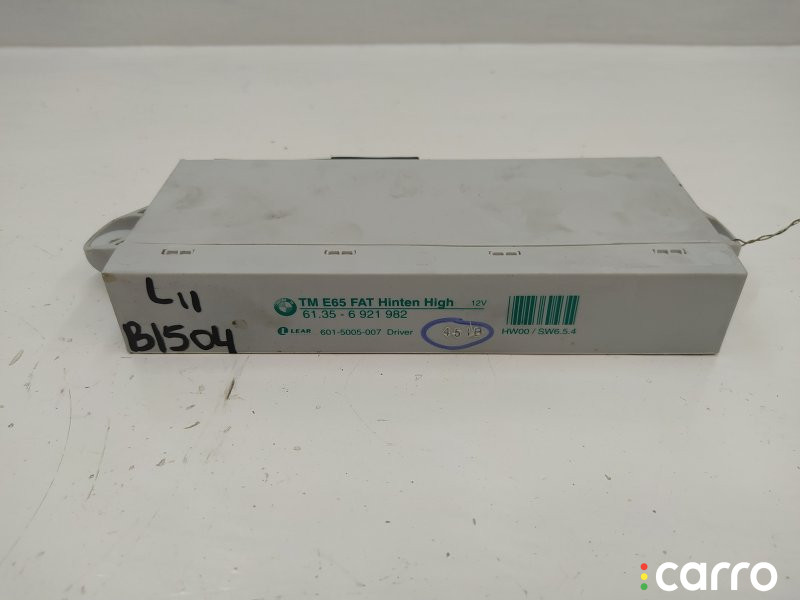 L11
B1504
TM E65 FAT Hinten High 12V
61.35 - 6 921 982
LEAR 601-5005-007 Driver
HW00 / SW6.5.4
carro